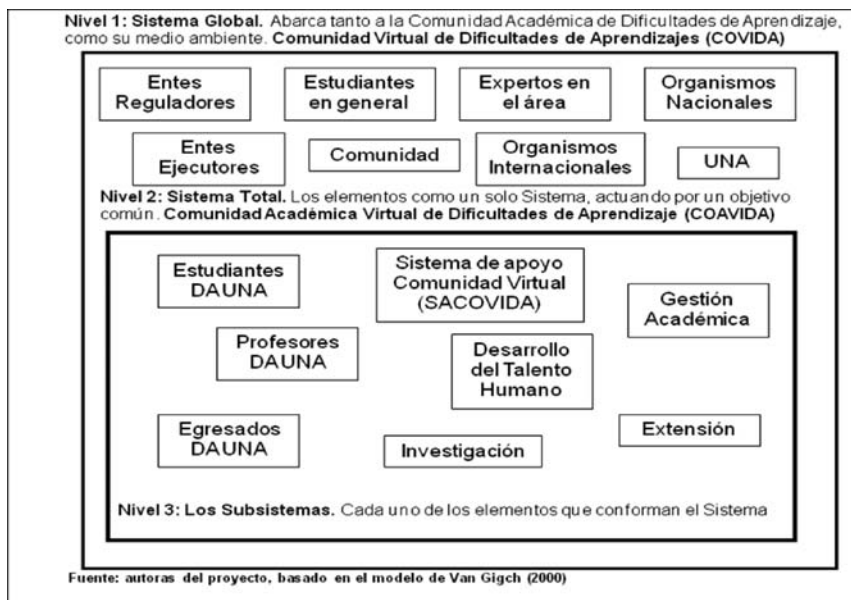 Nivel 1: Sistema Global. Abarca tanto a la Comunidad Académica de Dificultades de Aprendizaje,
como su medio ambiente. Comunidad Virtual de Dificultades de Aprendizajes (COVIDA)
Entes
Reguladores
Estudiantes
en general
Expertos en
el área
Organismos
Nacionales
Entes
Ejecutores
Comunidad
Organismos
Internacionales
UNA
Nivel 2: Sistema Total. Los elementos como un solo Sistema, actuando por un objetivo
común. Comunidad Académica Virtual de Dificultades de Aprendizaje (COAVIDA)
Estudiantes
DAUNA
Sistema de apoyo
Comunidad Virtual
(SACOVIDA)
Gestión
Académica
Profesores
DAUNA
Desarrollo
del Talento
Humano
Egresados
DAUNA
Investigación
Extensión
Nivel 3: Los Subsistemas. Cada uno de los elementos que conforman el Sistema
Fuente: autoras del proyecto, basado en el modelo de Van Gigch (2000)